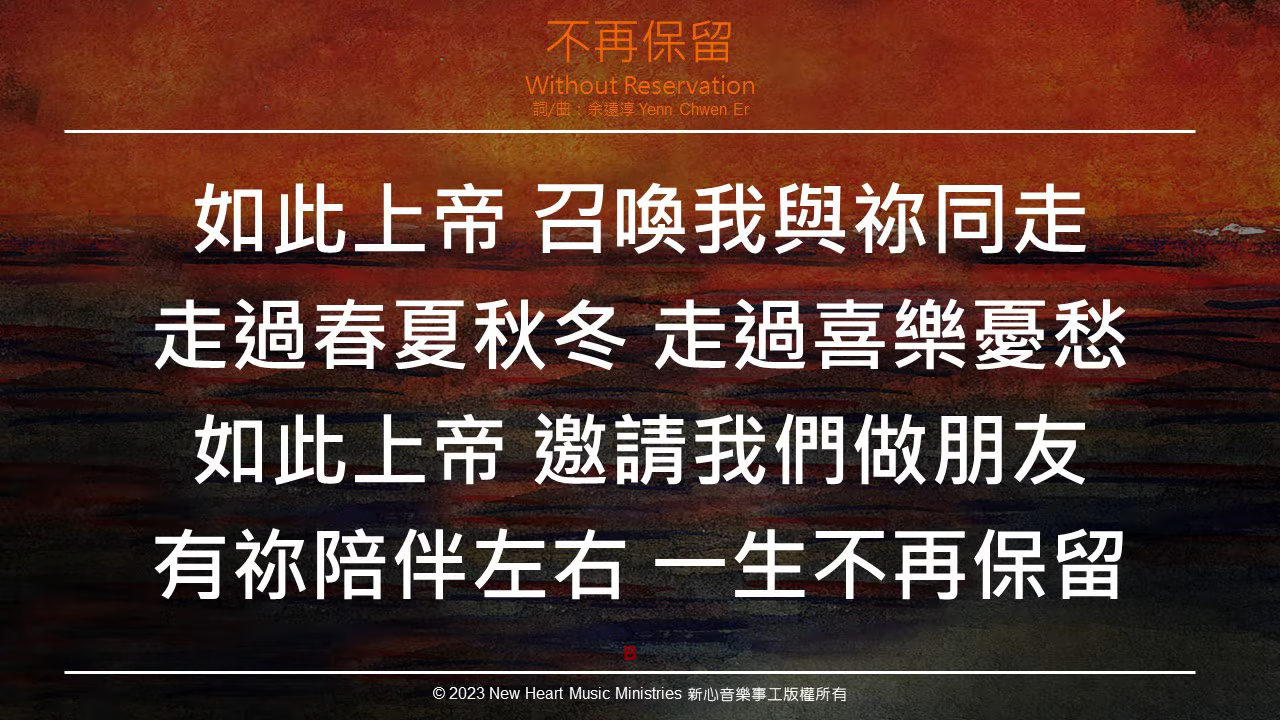 不再保留
Without Reservation
詞/曲：余遠淳 Yenn Chwen Er
如此上帝 召喚我與祢同走
走過春夏秋冬 走過喜樂憂愁
如此上帝 邀請我們做朋友
有祢陪伴左右 一生不再保留
B
© 2023 New Heart Music Ministries 新心音樂事工版權所有